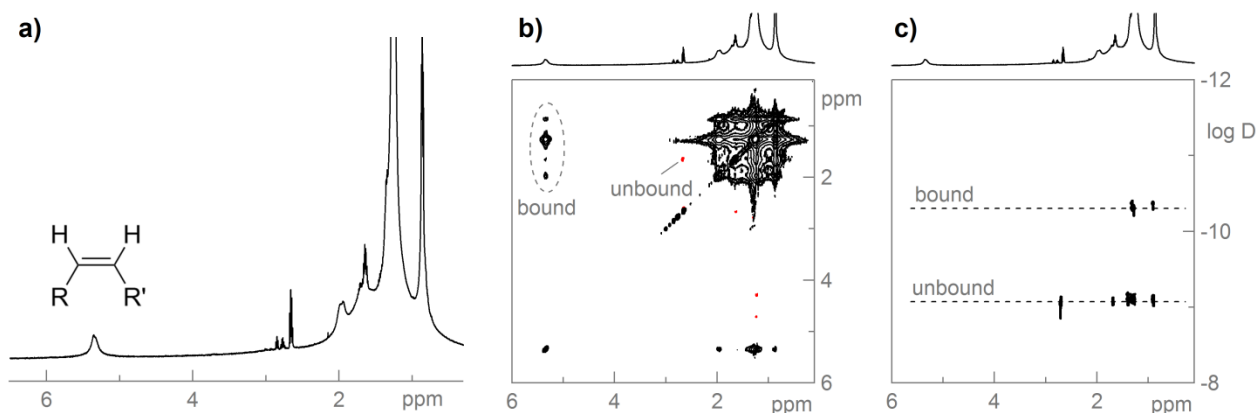 a)
H H
R R'
6 4 2 ppm
b)
ppm
2
4
6
bound
unbound
6 4 2 ppm
c)
-12
log D
bound
-10
unbound
-8
6 4 2 ppm